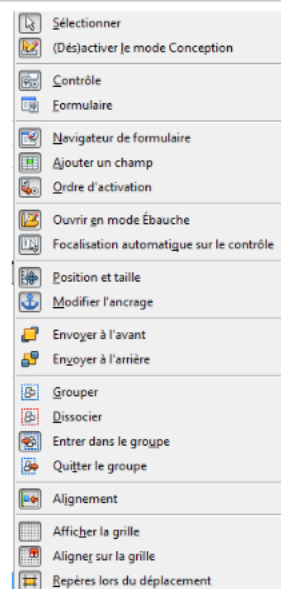 Sélectionner
(Dés)activer le mode Conception
Contrôle
Formulaire
Navigateur de formulaire
Ajouter un champ
Ordre d'activation
Ouvrir en mode Ébauche
Focalisation automatique sur le contrôle
Position et taille
Modifier l'ancrage
Envoyer à l'avant
Envoyer à l'arrière
Grouper
Dissocier
Entrer dans le groupe
Quitter le groupe
Alignement
Afficher la grille
Aligner sur la grille
Repères lors du déplacement